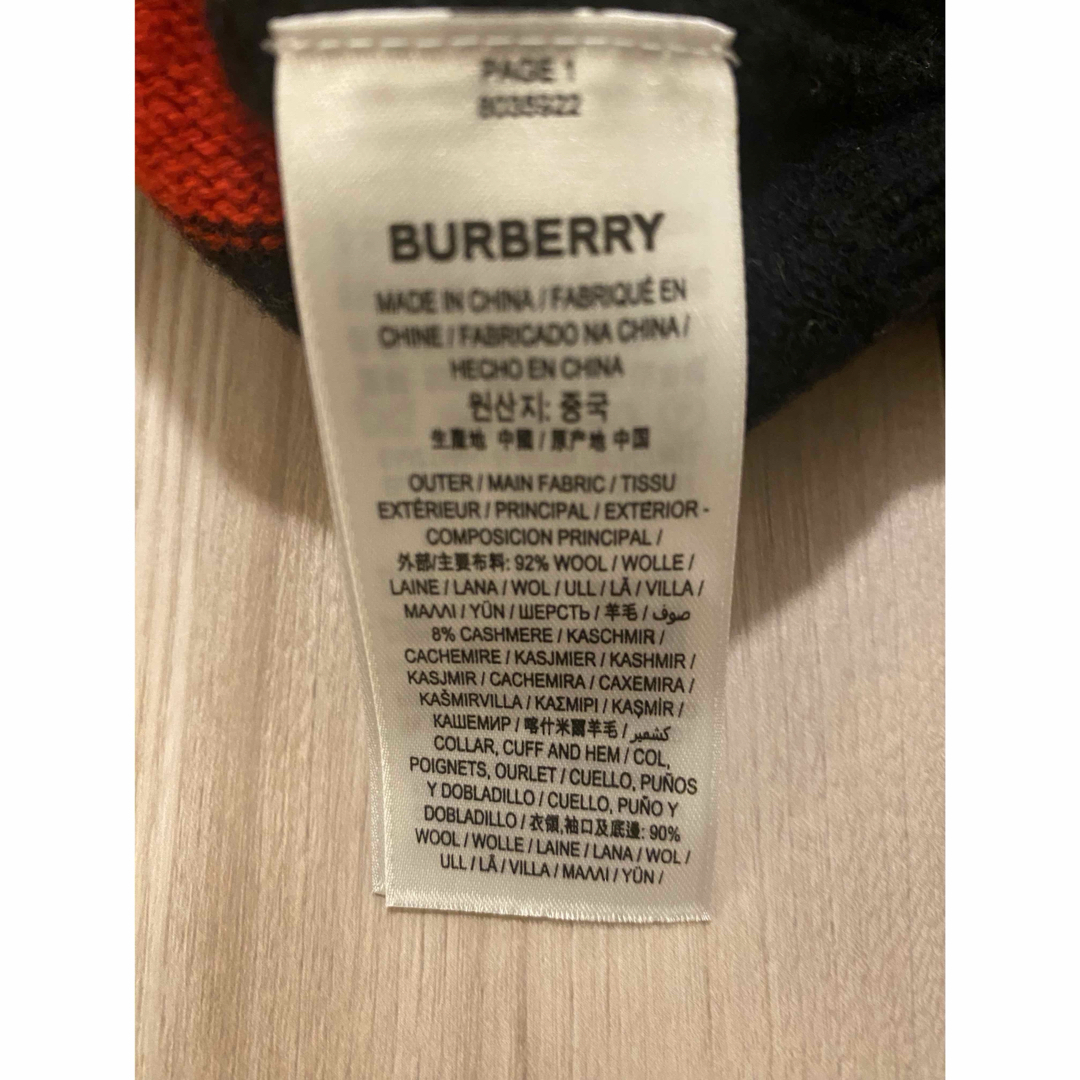 PAGE 1
8035922
BURBERRY
MADE IN CHINA / FABRIQUÉ EN
CHINE / FABRICADO NA CHINA /
HECHO EN CHINA
원산지: 중국
生產地 中國 / 原产地 中国
OUTER / MAIN FABRIC / TISSU
EXTÉRIEUR / PRINCIPAL / EXTERIOR -
COMPOSICION PRINCIPAL /
外部/主要布料: 92% WOOL / WOLLE /
LAINE / LANA / WOL / ULL / LÃ / VILLA /
ΜΑΛΛΙ / YÜN / ШЕРСТЬ / 羊毛 / صوف /
8% CASHMERE / KASCHMIR /
CACHEMIRE / KASJMIER / KASHMIR /
KASJMIR / CACHEMIRA / CAXEMIRA /
KAŠMIRVILLA / ΚΑΣΜΙΡΙ / KAŞMİR /
КАШЕМИР / 喀什米爾羊毛 / كشمير /
COLLAR, CUFF AND HEM / COL,
POIGNETS, OURLET / CUELLO, PUÑOS
Y DOBLADILLO / CUELLO, PUÑO Y
DOBLADILLO / 衣領,袖口及底邊: 90%
WOOL / WOLLE / LAINE / LANA / WOL /
ULL / LÃ / VILLA / ΜΑΛΛΙ / YÜN /